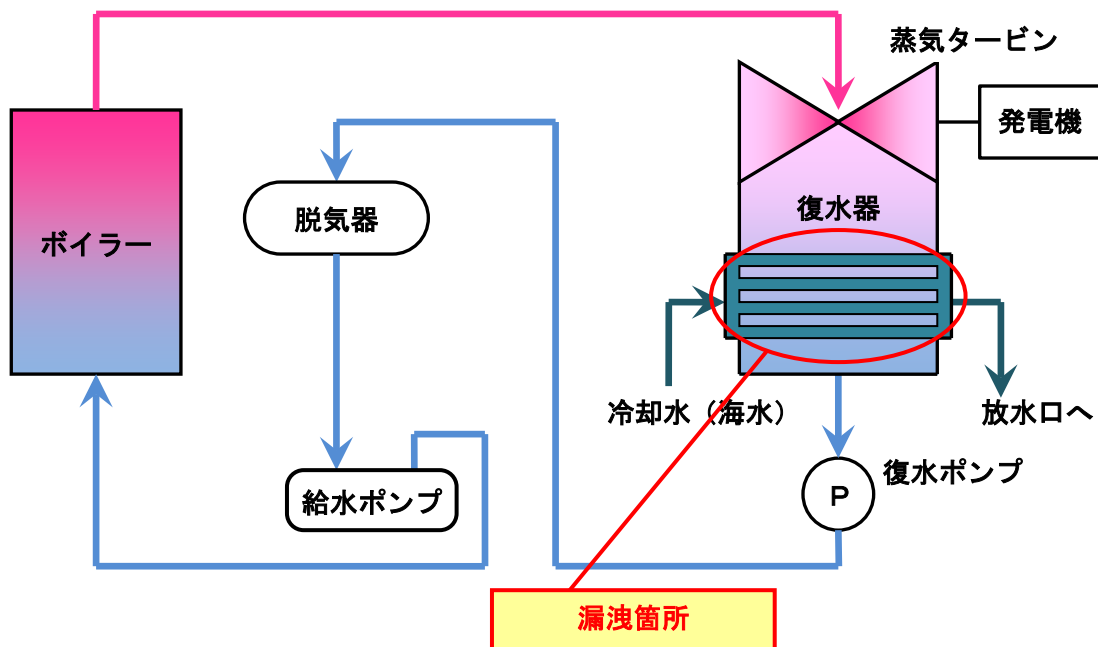 蒸気タービン
発電機
脱気器
復水器
ボイラー
冷却水（海水）
放水口へ
復水ポンプ
給水ポンプ
P
漏洩箇所